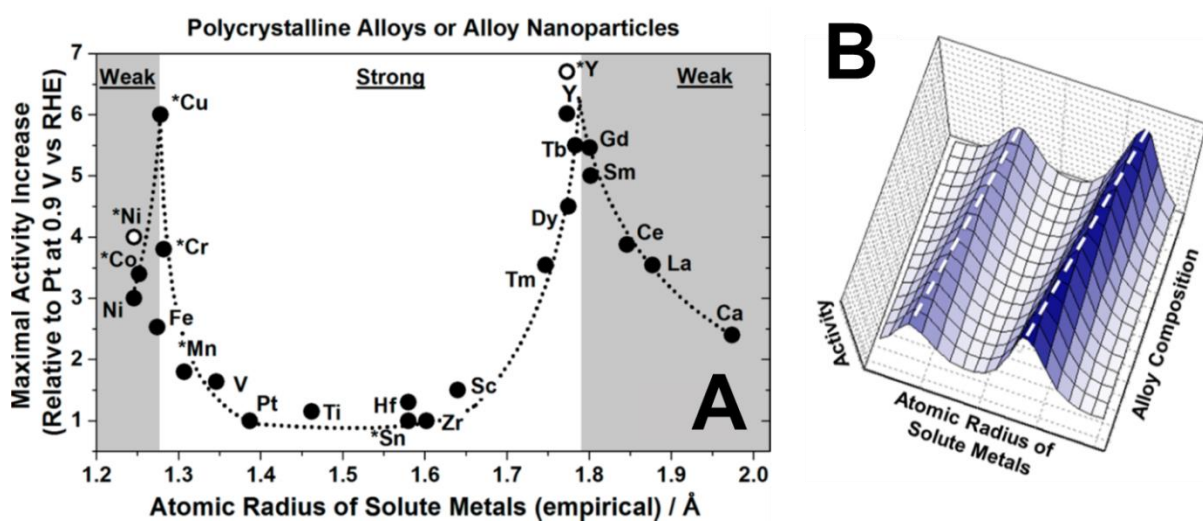 Polycrystalline Alloys or Alloy Nanoparticles
A
B
Weak
Strong
Weak
Maximal Activity Increase
(Relative to Pt at 0.9 V vs RHE)
7
6
5
4
3
2
1
*Cu
*Ni
*Co
Ni
*Cr
Fe
*Mn
V
Pt
Ti
Hf
*Sn
Zr
Sc
Tm
Dy
Tb
*Y
Y
Gd
Sm
Ce
La
Ca
1.2 1.3 1.4 1.5 1.6 1.7 1.8 1.9 2.0
Atomic Radius of Solute Metals (empirical) / Å
Activity
Atomic Radius of
Solute Metals
Alloy Composition